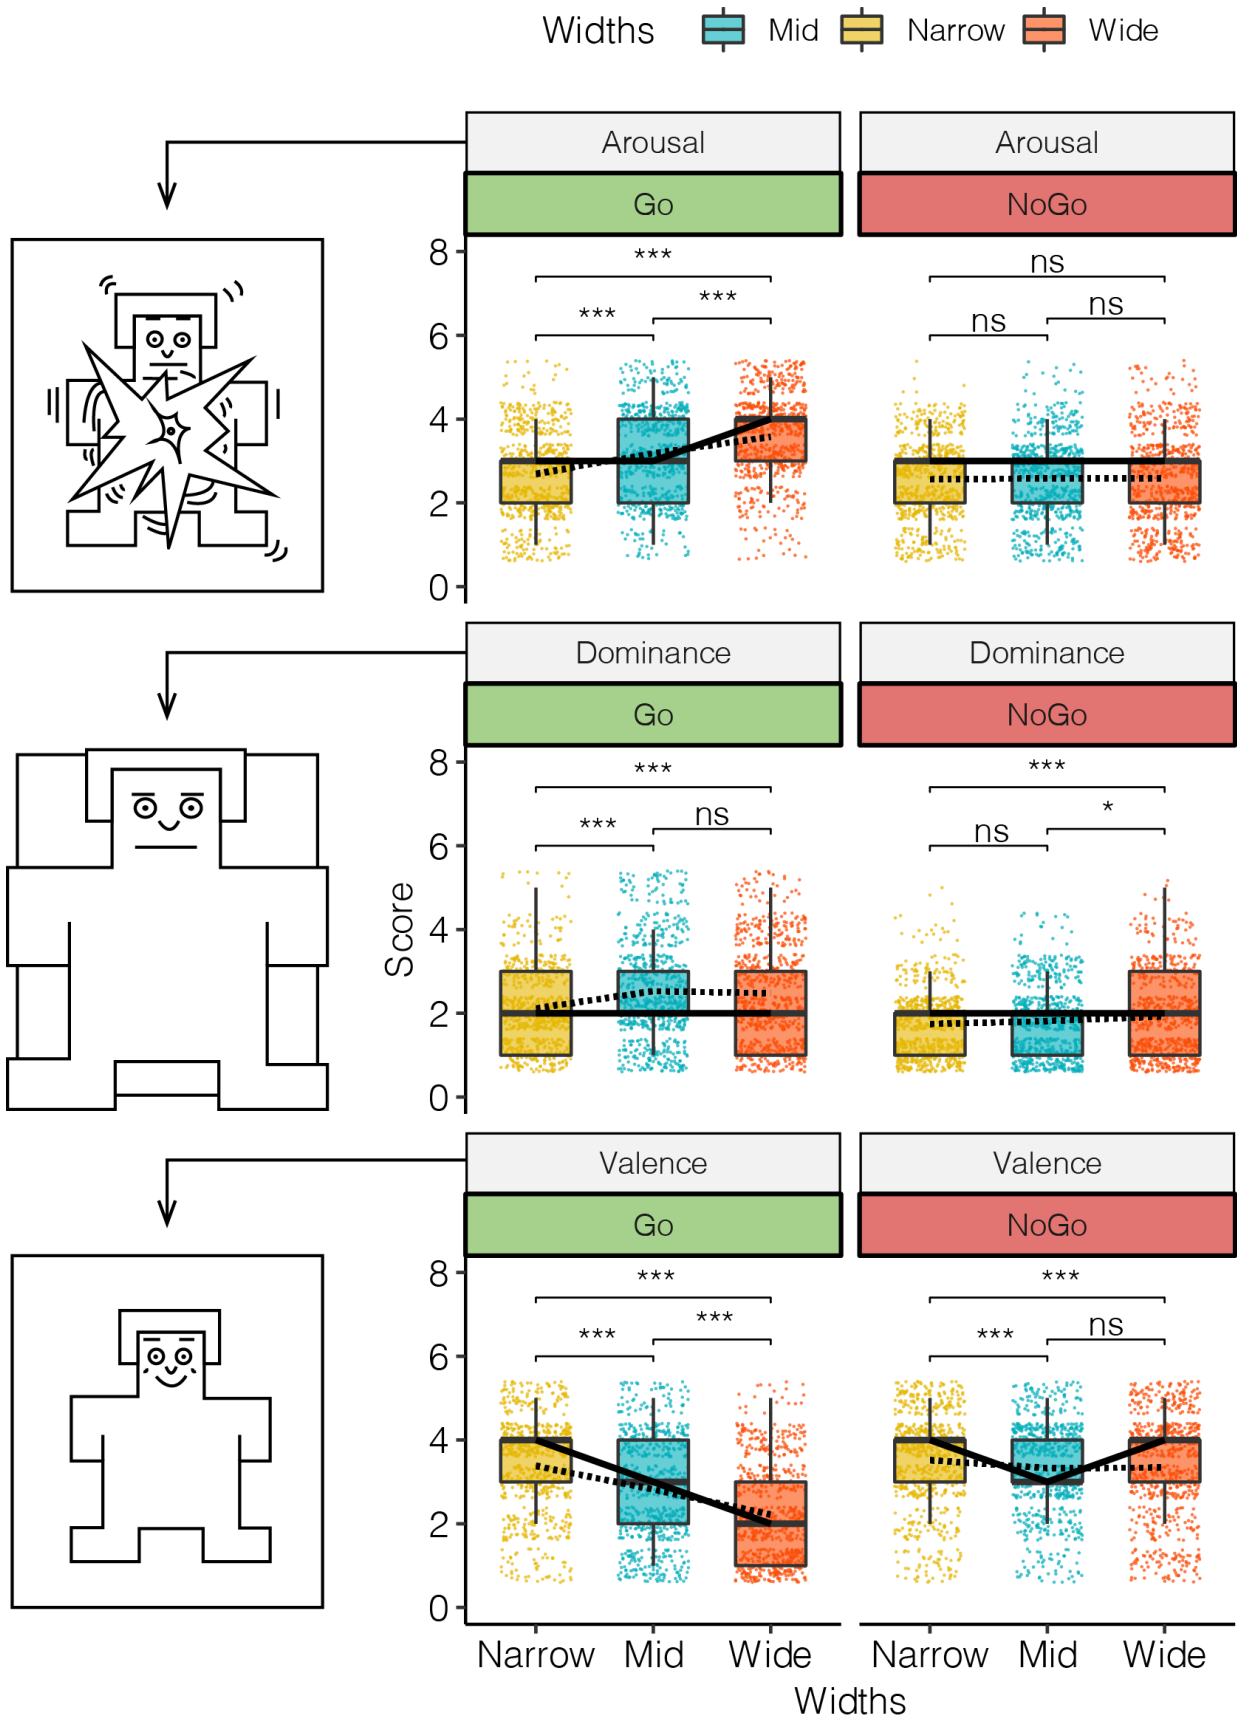 Widths Mid Narrow Wide
Arousal Arousal
Go NoGo
8
*** ns
*** ns
*** ns
6
4
2
0
Dominance Dominance
Go NoGo
8
*** ***
ns *
*** ns
6
4
2
0
Score
Valence Valence
Go NoGo
8
*** ***
*** ns
*** ***
6
4
2
0
Narrow Mid Wide Narrow Mid Wide
Widths